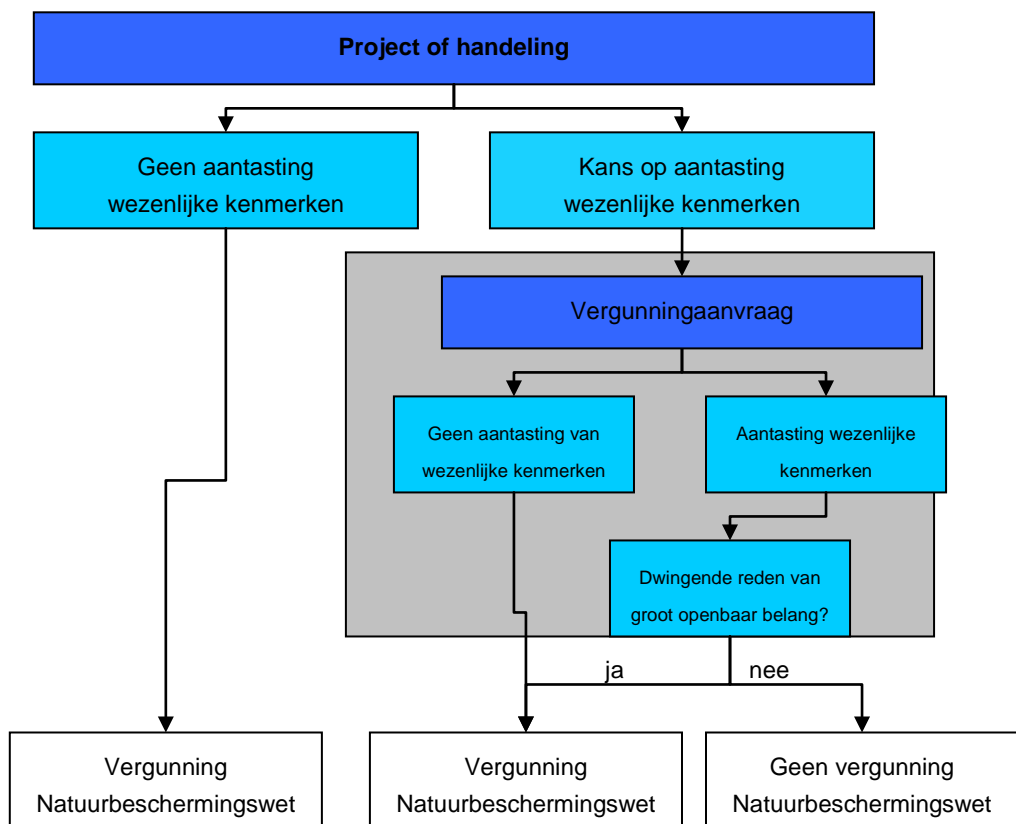 Project of handeling
Geen aantasting
wezenlijke kenmerken
Kans op aantasting
wezenlijke kenmerken
Vergunningaanvraag
Geen aantasting van
wezenlijke kenmerken
Aantasting wezenlijke
kenmerken
Dwingende reden van
groot openbaar belang?
ja
nee
Vergunning
Natuurbeschermingswet
Vergunning
Natuurbeschermingswet
Geen vergunning
Natuurbeschermingswet